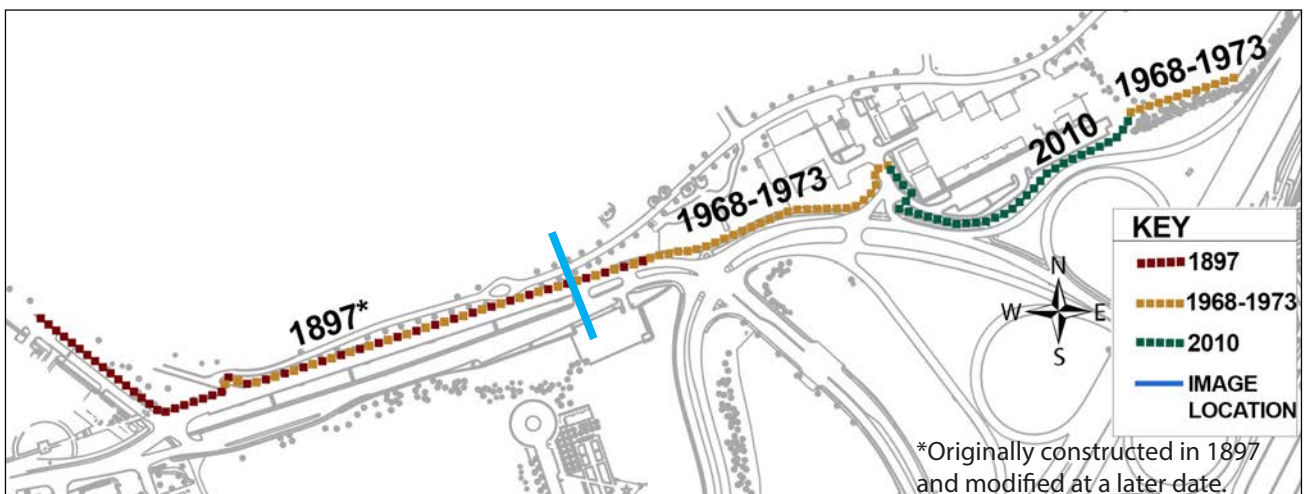 1968-1973
2010
1968-1973
1897*
KEY
1897
1968-1973
2010
IMAGE
LOCATION
N
W
E
S
*Originally constructed in 1897
and modified at a later date.